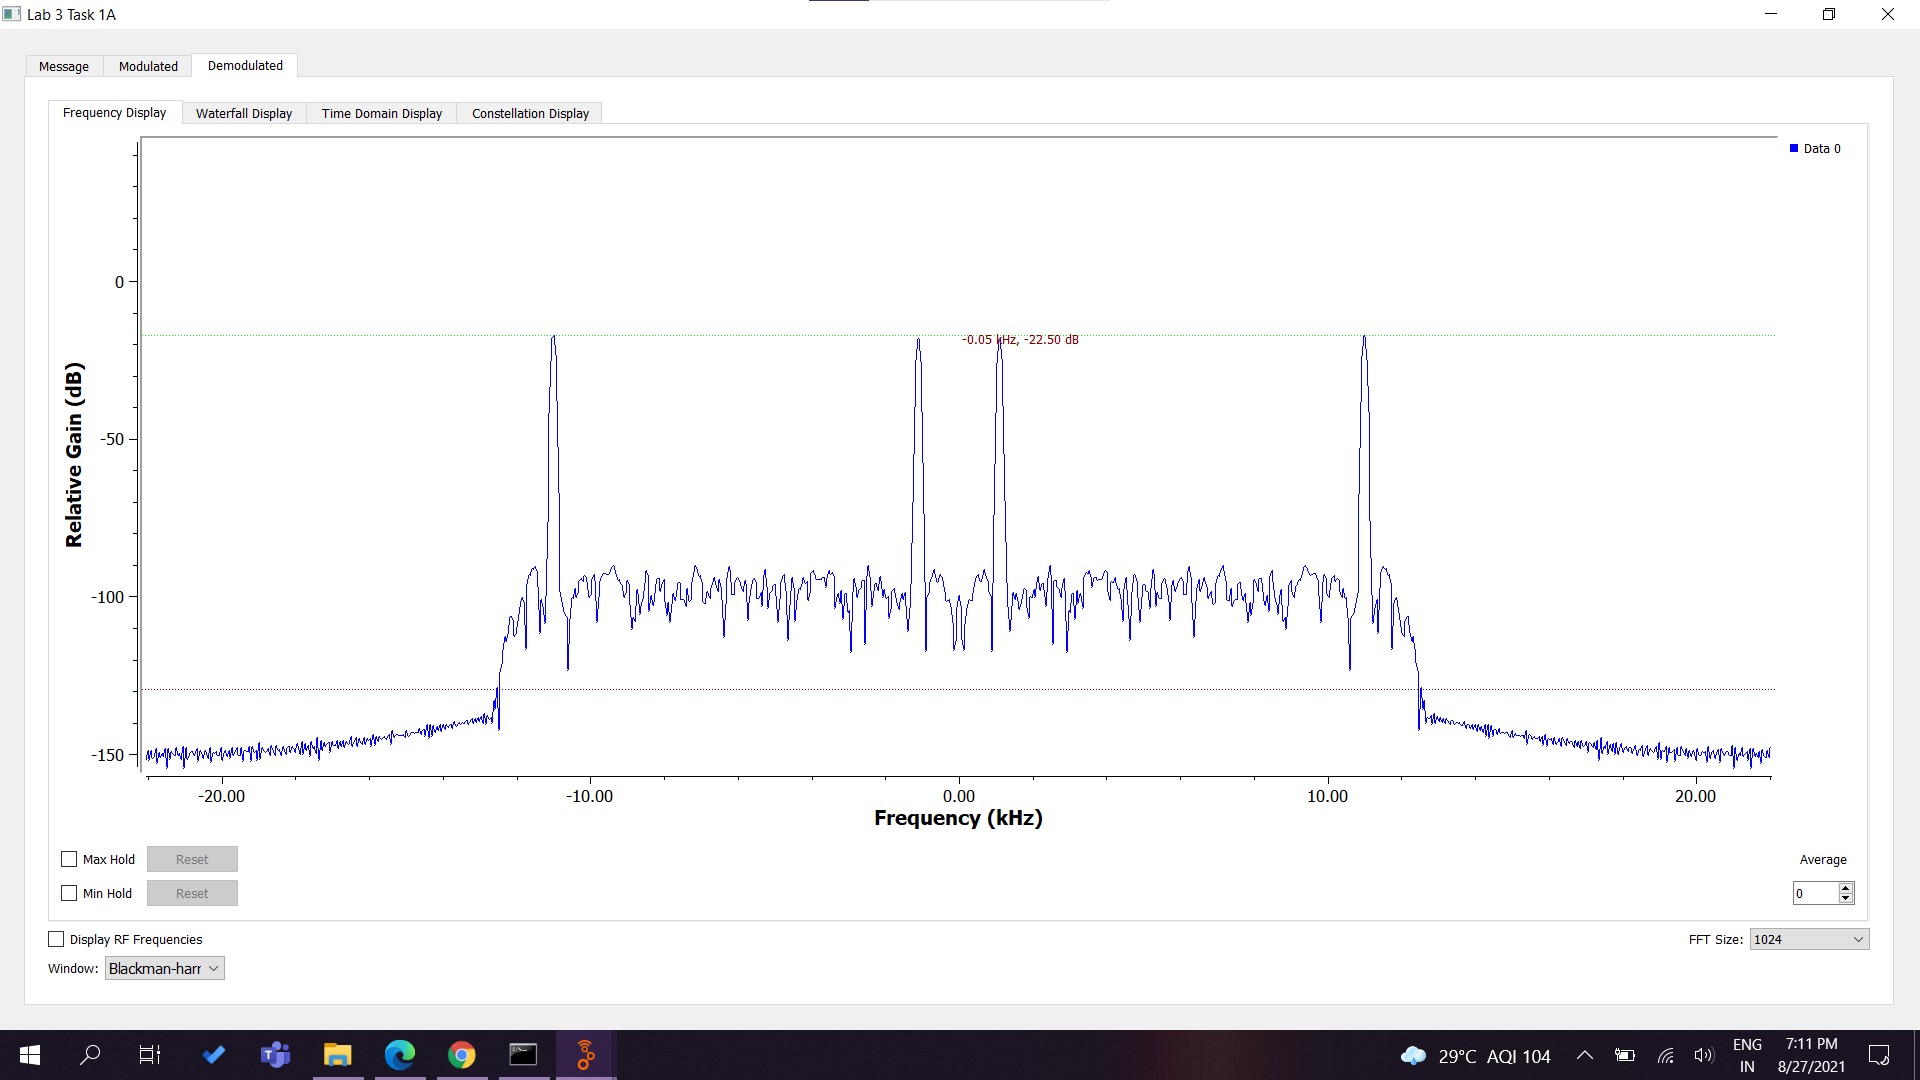 Lab 3 Task 1A
Message Modulated Demodulated
Frequency Display Waterfall Display Time Domain Display Constellation Display
Data 0
0
-50
-100
-150
Relative Gain (dB)
-0.05 kHz, -22.50 dB
-20.00 -10.00 0.00 10.00 20.00
Frequency (kHz)
Max Hold Reset
Average
Min Hold Reset
0
Display RF Frequencies
FFT Size: 1024
Window: Blackman-harr
29°C AQI 104
ENG
IN
7:11 PM
8/27/2021